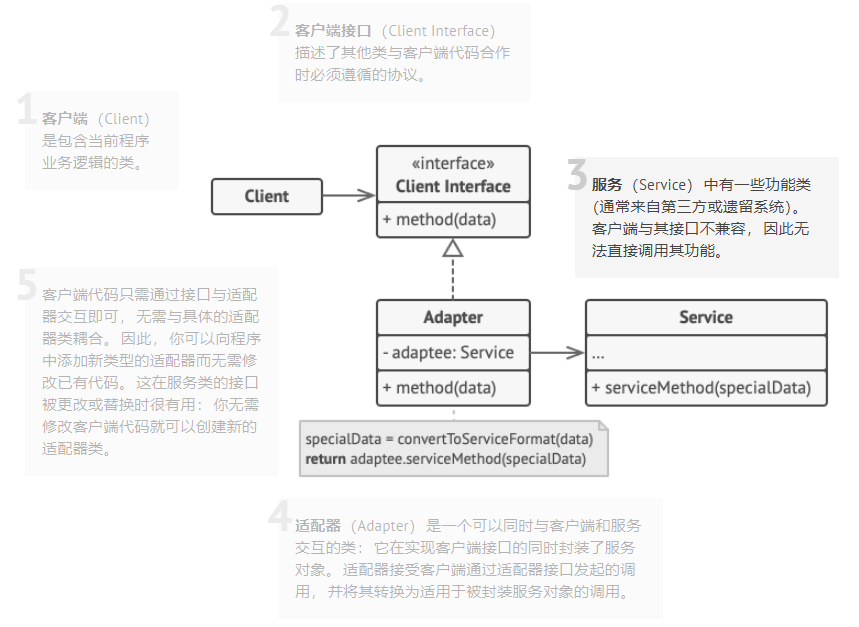 2
客户端接口 (Client Interface)
描述了其他类与客户端代码合作
时必须遵循的协议。
1
客户端 (Client)
是包含当前程序
业务逻辑的类。
Client
«interface»
Client Interface
+ method(data)
3
服务 (Service) 中有一些功能类
(通常来自第三方或遗留系统)。
客户端与其接口不兼容, 因此无
法直接调用其功能。
5
客户端代码只需通过接口与适配
器交互即可, 无需与具体的适配
器类耦合。因此, 你可以向程序
中添加新类型的适配器而无需修
改已有代码。这在服务类的接口
被更改或替换时很有用: 你无需
修改客户端代码就可以创建新的
适配器类。
Adapter
- adaptee: Service
+ method(data)
Service
...
+ serviceMethod(specialData)
specialData = convertToServiceFormat(data)
return adaptee.serviceMethod(specialData)
4
适配器 (Adapter) 是一个可以同时与客户端和服务
交互的类: 它在实现客户端接口的同时封装了服务
对象。适配器接受客户端通过适配器接口发起的调
用, 并将其转换为适用于被封装服务对象的调用。